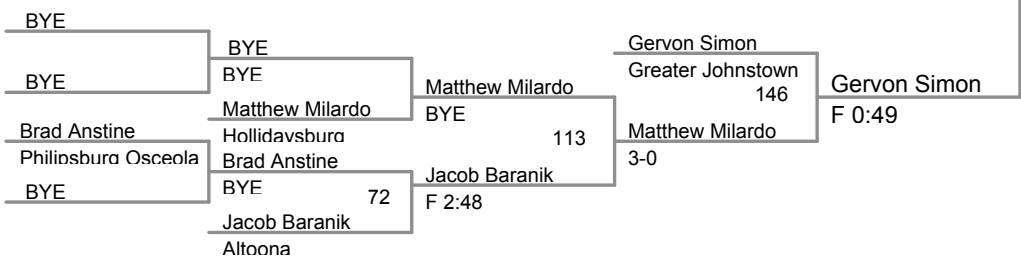 BYE
BYE
Brad Anstine
Philipsburg Osceola
BYE
BYE
BYE
Matthew Milardo
Hollidaysburg
Brad Anstine
BYE
72
Jacob Baranik
Altoona
Matthew Milardo
BYE
113
Jacob Baranik
F 2:48
Gervon Simon
Greater Johnstown
146
Matthew Milardo
3-0
Gervon Simon
F 0:49